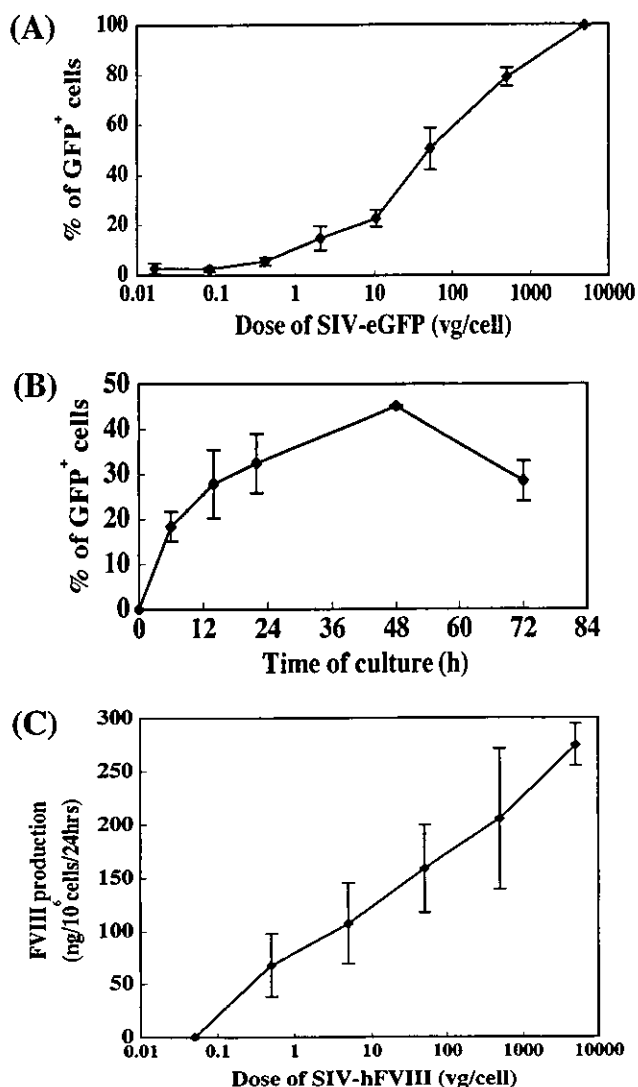 (A)
100
80
60
40
20
0
% of GFP⁺ cells
0.01 0.1 1 10 100 1000 10000
Dose of SIV-eGFP (vg/cell)
(B)
50
40
30
20
10
0
% of GFP⁺ cells
0 12 24 36 48 60 72 84
Time of culture (h)
(C)
300
250
200
150
100
50
0
FVIII production
(ng/10⁶ cells/24hrs)
0.01 0.1 1 10 100 1000 10000
Dose of SIV-hFVIII (vg/cell)